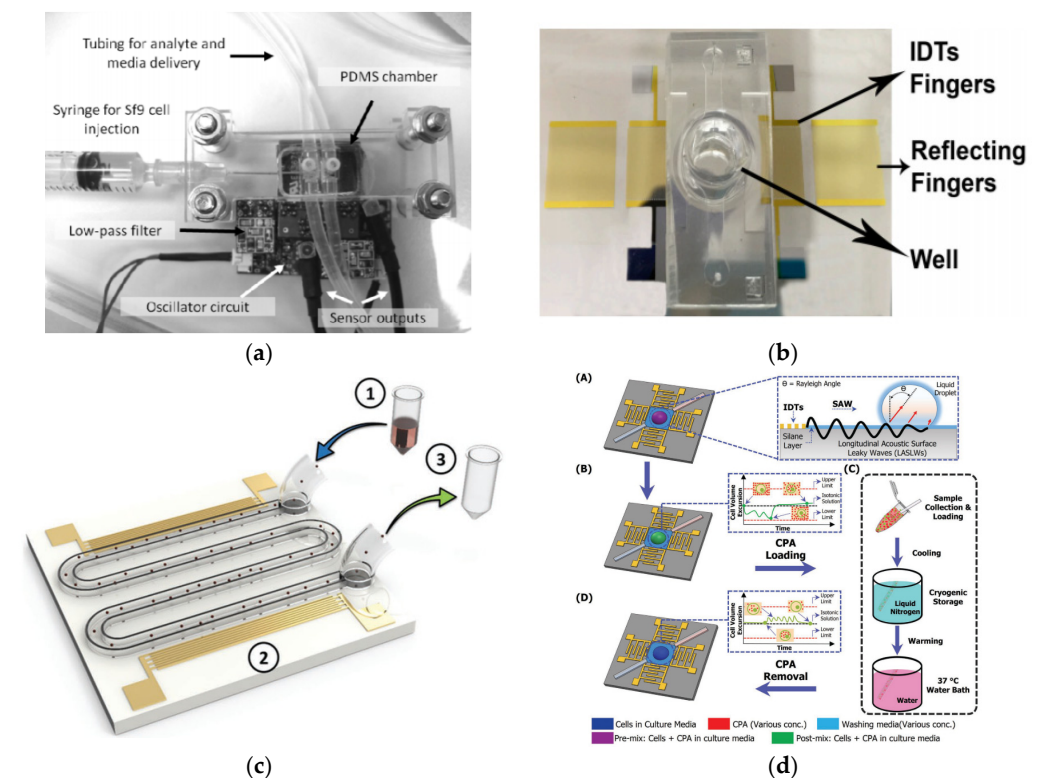 Tubing for analyte and
media delivery
PDMS chamber
Syringe for Sf9 cell
injection
Low-pass filter
Oscillator circuit
Sensor outputs
(a)
IDTs
Fingers
Reflecting
Fingers
Well
(b)
1
3
2
(c)
(A)
Θ = Rayleigh Angle
Θ
Liquid
Droplet
IDTs
SAW
Silane
Layer
Longitudinal Acoustic Surface
Leaky Waves (LASLWs)
(B)
Cell Volume
Excursion
Upper
Limit
Isotonic
Solution
Lower
Limit
Time
CPA
Loading
(C)
Sample
Collection &
Loading
Cooling
Liquid
Nitrogen
Cryogenic
Storage
Warming
Water
37 °C
Water Bath
(D)
Cell Volume
Excursion
Upper
Limit
Isotonic
Solution
Lower
Limit
Time
CPA
Removal
Cells in Culture Media
CPA (Various conc.)
Washing media(Various conc.)
Pre-mix: Cells + CPA in culture media
Post-mix: Cells + CPA in culture media
(d)